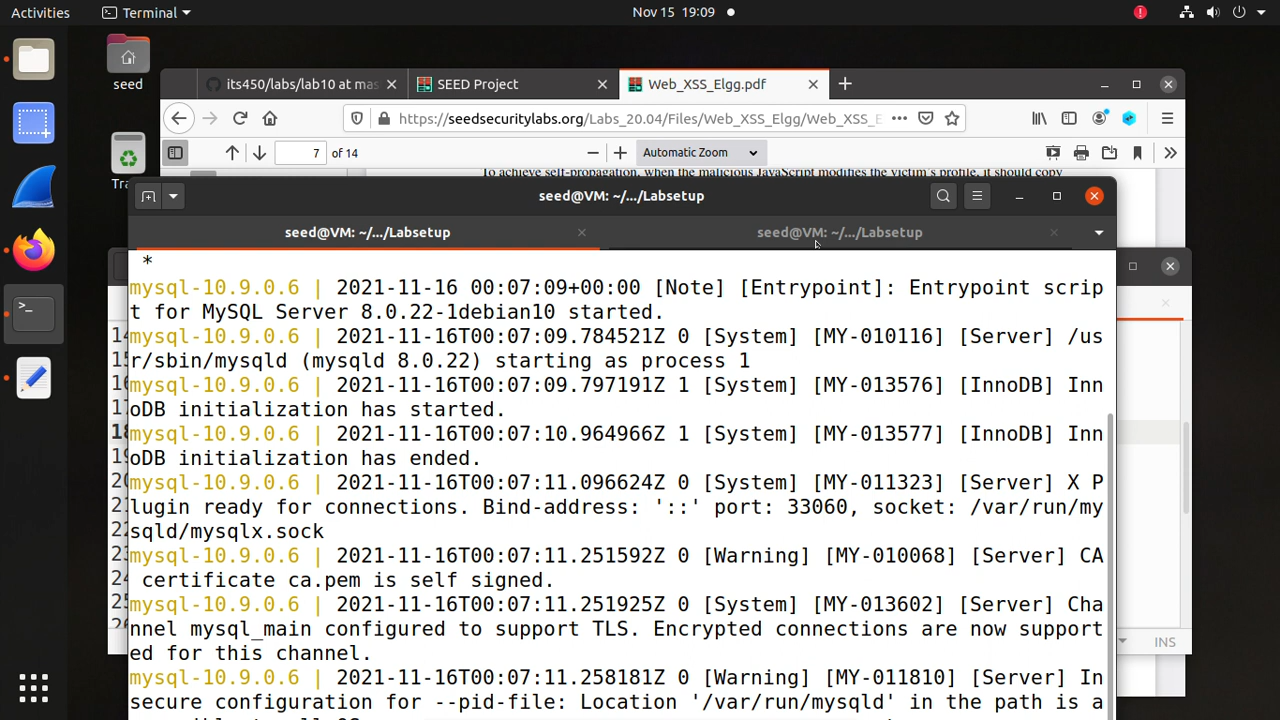 Activities
Terminal
Nov 15 19:09
seed
its450/labs/lab10 at mas
SEED Project
Web_XSS_Elgg.pdf
https://seedsecuritylabs.org/Labs_20.04/Files/Web_XSS_Elgg/Web_XSS_E
7 of 14
Automatic Zoom
To achieve self-propagation, when the malicious JavaScript modifies the victim's profile, it should copy
Tra
seed@VM: ~/.../Labsetup
seed@VM: ~/.../Labsetup
seed@VM: ~/.../Labsetup
*
mysql-10.9.0.6 | 2021-11-16 00:07:09+00:00 [Note] [Entrypoint]: Entrypoint scrip
t for MySQL Server 8.0.22-1debian10 started.
mysql-10.9.0.6 | 2021-11-16T00:07:09.784521Z 0 [System] [MY-010116] [Server] /us
r/sbin/mysqld (mysqld 8.0.22) starting as process 1
mysql-10.9.0.6 | 2021-11-16T00:07:09.797191Z 1 [System] [MY-013576] [InnoDB] Inn
oDB initialization has started.
mysql-10.9.0.6 | 2021-11-16T00:07:10.964966Z 1 [System] [MY-013577] [InnoDB] Inn
oDB initialization has ended.
mysql-10.9.0.6 | 2021-11-16T00:07:11.096624Z 0 [System] [MY-011323] [Server] X P
lugin ready for connections. Bind-address: '::' port: 33060, socket: /var/run/my
sqld/mysqlx.sock
mysql-10.9.0.6 | 2021-11-16T00:07:11.251592Z 0 [Warning] [MY-010068] [Server] CA
certificate ca.pem is self signed.
mysql-10.9.0.6 | 2021-11-16T00:07:11.251925Z 0 [System] [MY-013602] [Server] Cha
nnel mysql_main configured to support TLS. Encrypted connections are now support
ed for this channel.
mysql-10.9.0.6 | 2021-11-16T00:07:11.258181Z 0 [Warning] [MY-011810] [Server] In
secure configuration for --pid-file: Location '/var/run/mysqld' in the path is a
INS